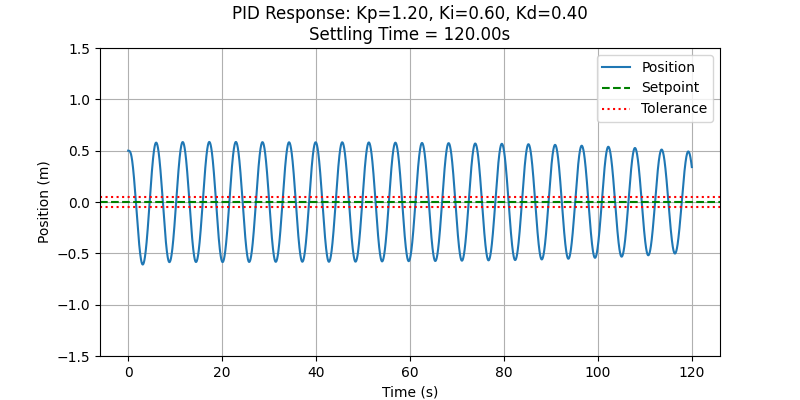 PID Response: Kp=1.20, Ki=0.60, Kd=0.40
Settling Time = 120.00s
Position
Setpoint
Tolerance
1.5
1.0
0.5
0.0
−0.5
−1.0
−1.5
Position (m)
0 20 40 60 80 100 120
Time (s)